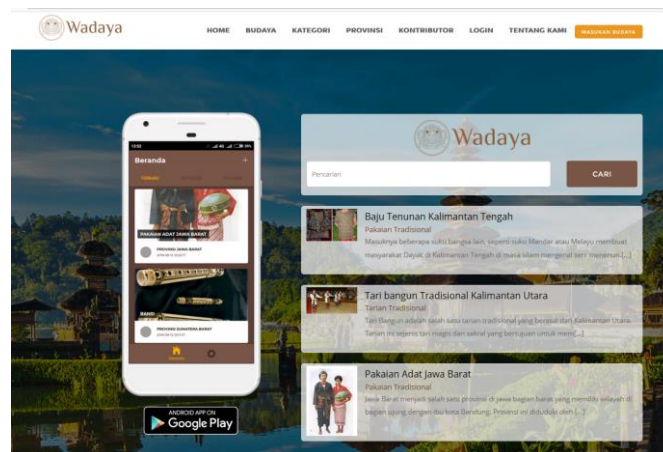 Wadaya
HOME BUDAYA KATEGORI PROVINSI KONTRIBUTOR LOGIN TENTANG KAMI MASUKAN BUDAYA
Beranda
TERBARU
PAKAIAN ADAT JAWA BARAT
PROVINSI JAWA BARAT
BANSI
PROVINSI SUMATERA BARAT
ANDROID APP ON
Google Play
Wadaya
Pencarian
CARI
Baju Tenunan Kalimantan Tengah
Pakaian Tradisional
Masuknya beberapa suku bangsa lain, seperti suku Mandar atau Melayu membuat
masyarakat Dayak di Kalimantan Tengah di masa Islam mengenal seni menenun.[...]
Tari bangun Tradisional Kalimantan Utara
Tarian Tradisional
Tari Bangun adalah salah satu tarian tradisional yang berasal dari Kalimantan Utara.
Tarian ini sejenis tari magis dan sakral yang bertujuan untuk mem[...]
Pakaian Adat Jawa Barat
Pakaian Tradisional
Jawa Barat menjadi salah satu provinsi di jawa bagian barat yang memiliki wilayah di
bagian ujung dengan ibu kota Bandung. Provinsi ini diduduki oleh [...]